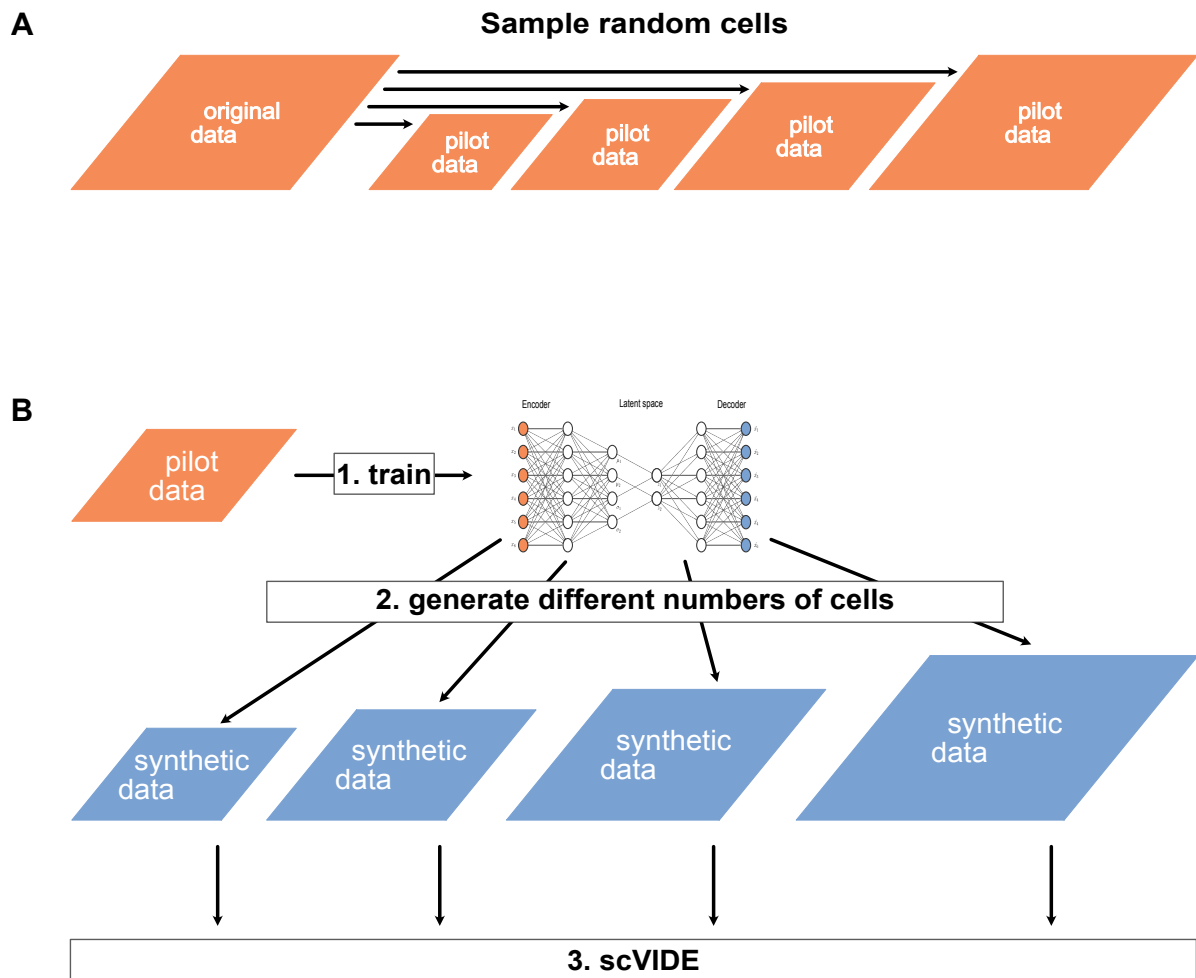 A
Sample random cells
original
data
pilot
data
pilot
data
pilot
data
pilot
data
B
Encoder
Latent space
Decoder
pilot
data
1. train
2. generate different numbers of cells
synthetic
data
synthetic
data
synthetic
data
synthetic
data
3. scVIDE